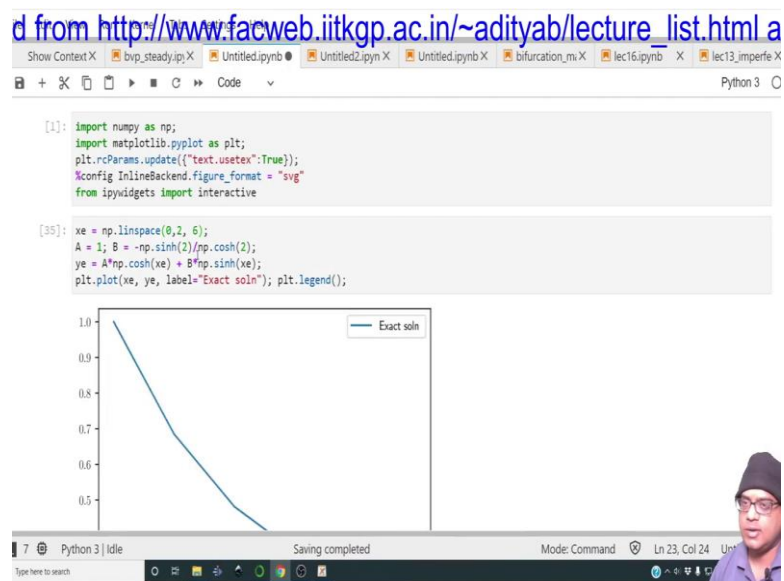 d from http://www.facweb.iitkgp.ac.in/~adityab/lecture_list.html a
Show Context X bvp_steady.ipy X Untitled.ipynb Untitled2.ipyn X Untitled.ipynb X bifurcation_mi X lec16.ipynb X lec13_imperfe X
Code Python 3
[1]: import numpy as np;
import matplotlib.pyplot as plt;
plt.rcParams.update({"text.usetex":True});
%config InlineBackend.figure_format = "svg"
from ipywidgets import interactive
[35]: xe = np.linspace(0,2, 6);
A = 1; B = -np.sinh(2)/np.cosh(2);
ye = A*np.cosh(xe) + B*np.sinh(xe);
plt.plot(xe, ye, label="Exact soln"); plt.legend();
1.0
Exact soln
0.9
0.8
0.7
0.6
0.5
7 Python 3 | Idle Saving completed Mode: Command Ln 23, Col 24
Type here to search